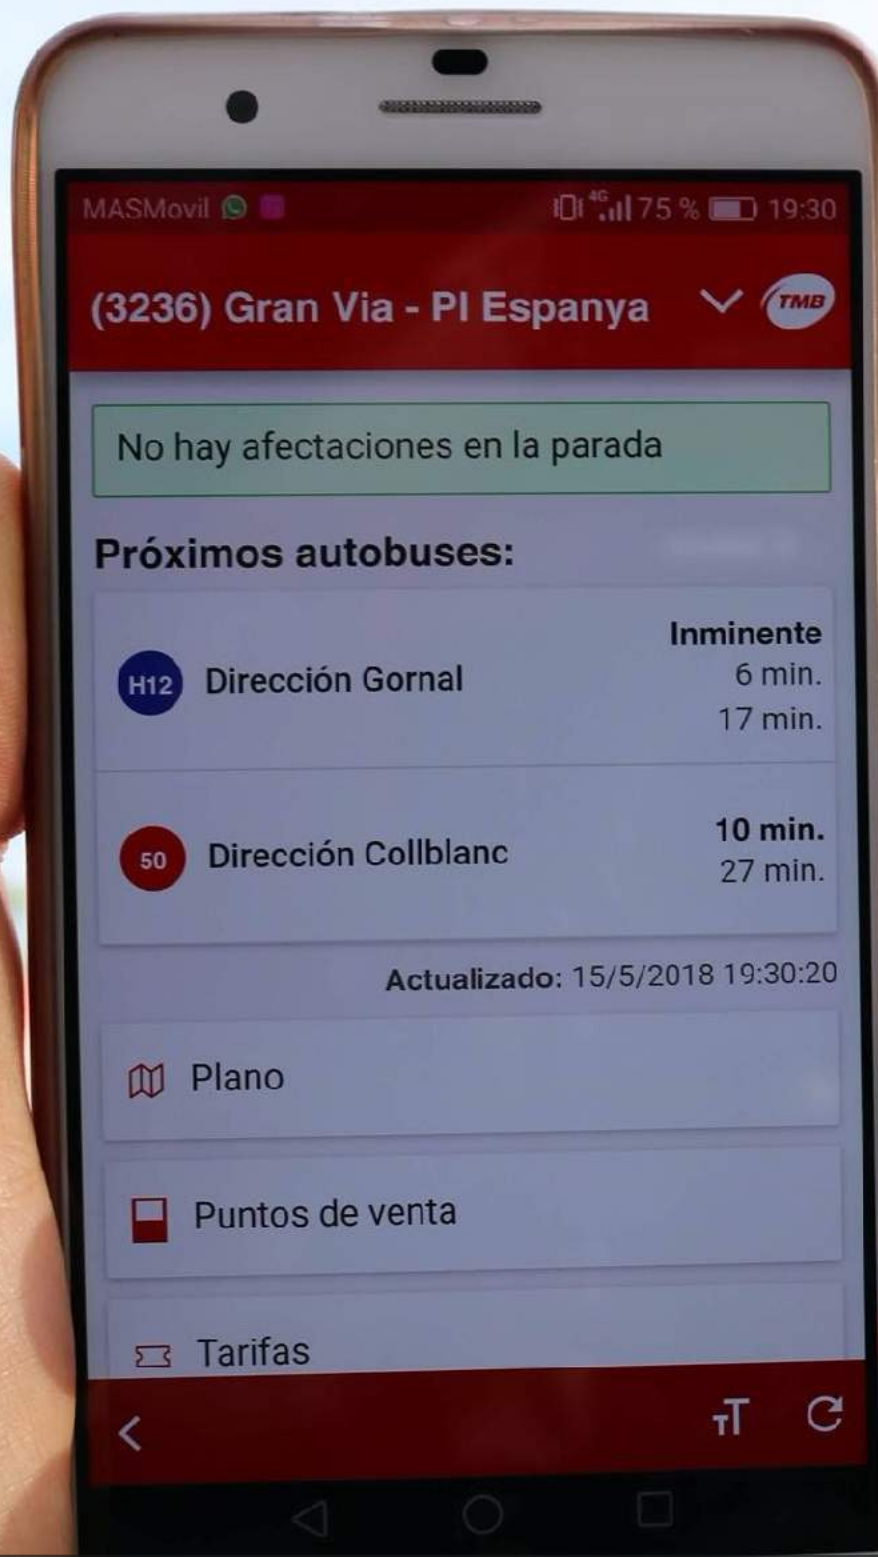 MASMovil 4G 75 % 19:30
(3236) Gran Via - Pl Espanya TMB
No hay afectaciones en la parada
Próximos autobuses:
Inminente
H12 Dirección Gornal 6 min.
17 min.
10 min.
50 Dirección Collblanc
27 min.
Actualizado: 15/5/2018 19:30:20
Plano
Puntos de venta
Tarifas
TT